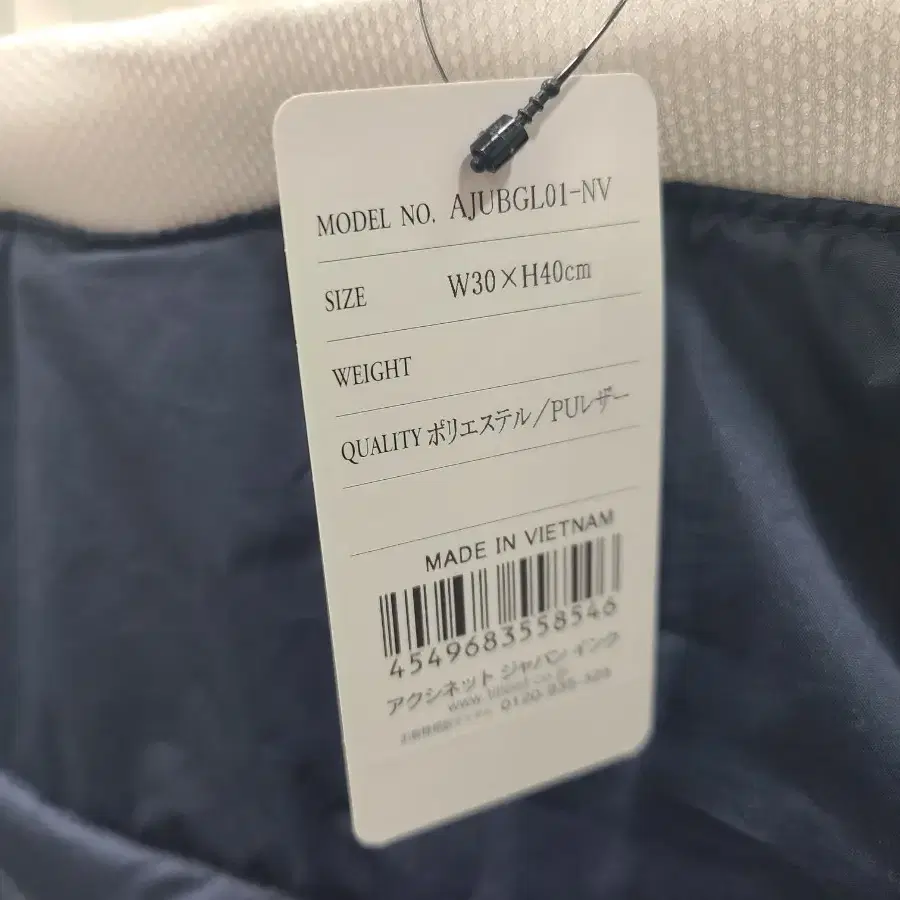 MODEL NO. AJUBGL01-NV
SIZE W30×H40cm
WEIGHT
QUALITY ポリエステル/PUレザー
MADE IN VIETNAM
4549683558546
アクシネット ジャパン インク